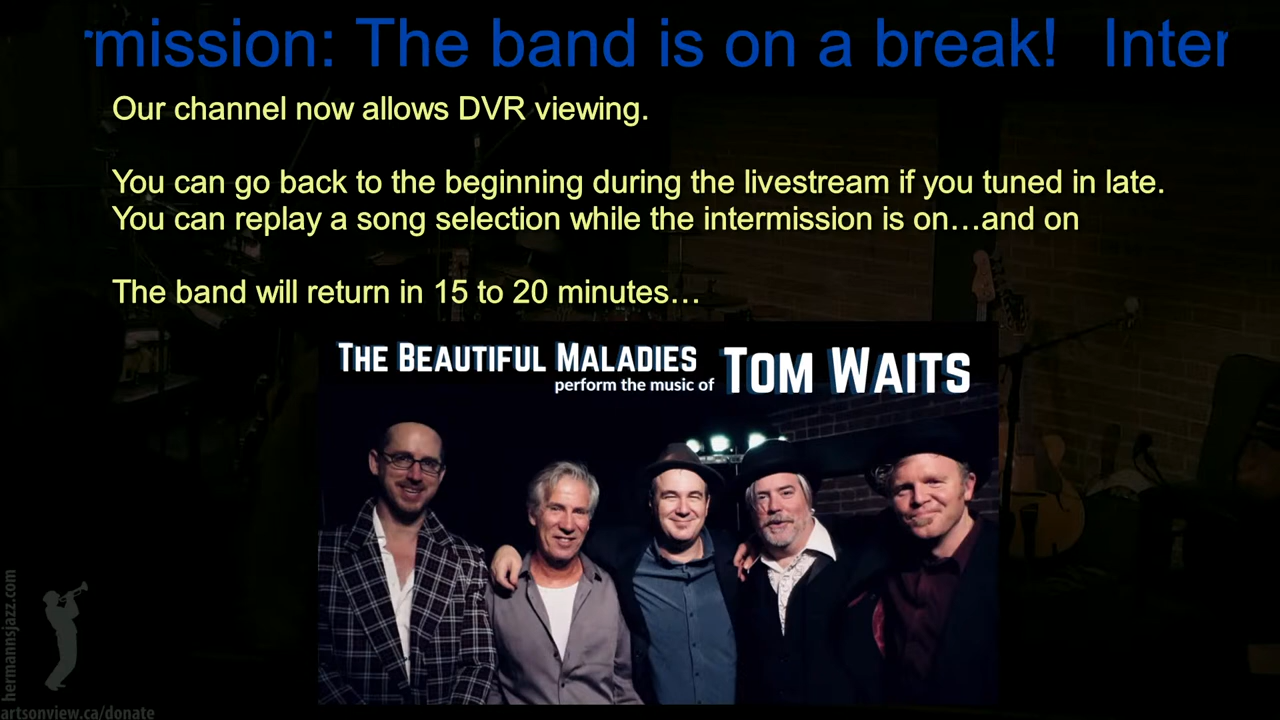 rmission: The band is on a break! Inter
Our channel now allows DVR viewing.
You can go back to the beginning during the livestream if you tuned in late.
You can replay a song selection while the intermission is on…and on
The band will return in 15 to 20 minutes…
THE BEAUTIFUL MALADIES
perform the music of
TOM WAITS
hermannsjazz.com
artsonview.ca/donate